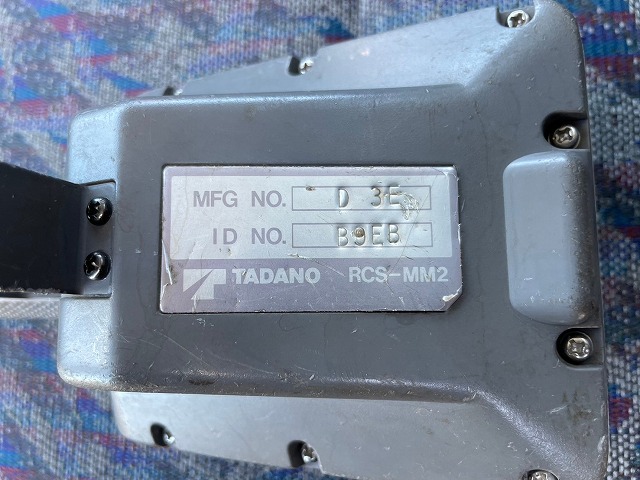 MFG NO. D 3E
ID NO. B9EB
TADANO RCS-MM2